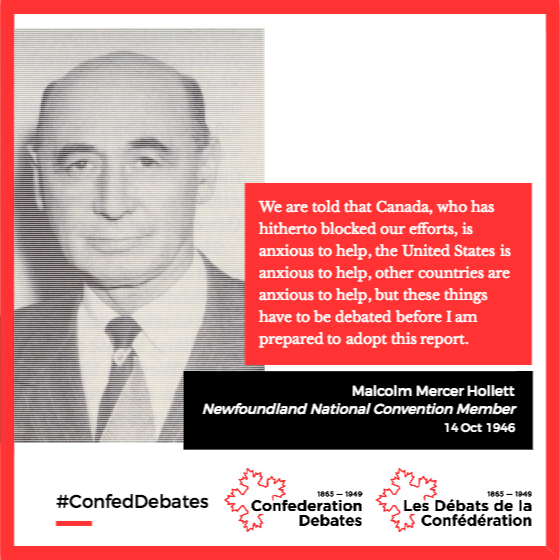 We are told that Canada, who has
hitherto blocked our efforts, is
anxious to help, the United States is
anxious to help, other countries are
anxious to help, but these things
have to be debated before I am
prepared to adopt this report.
Malcolm Mercer Hollett
Newfoundland National Convention Member
14 Oct 1946
#ConfedDebates
1865 — 1949
Confederation
Debates
1865 — 1949
Les Débats de la
Confédération